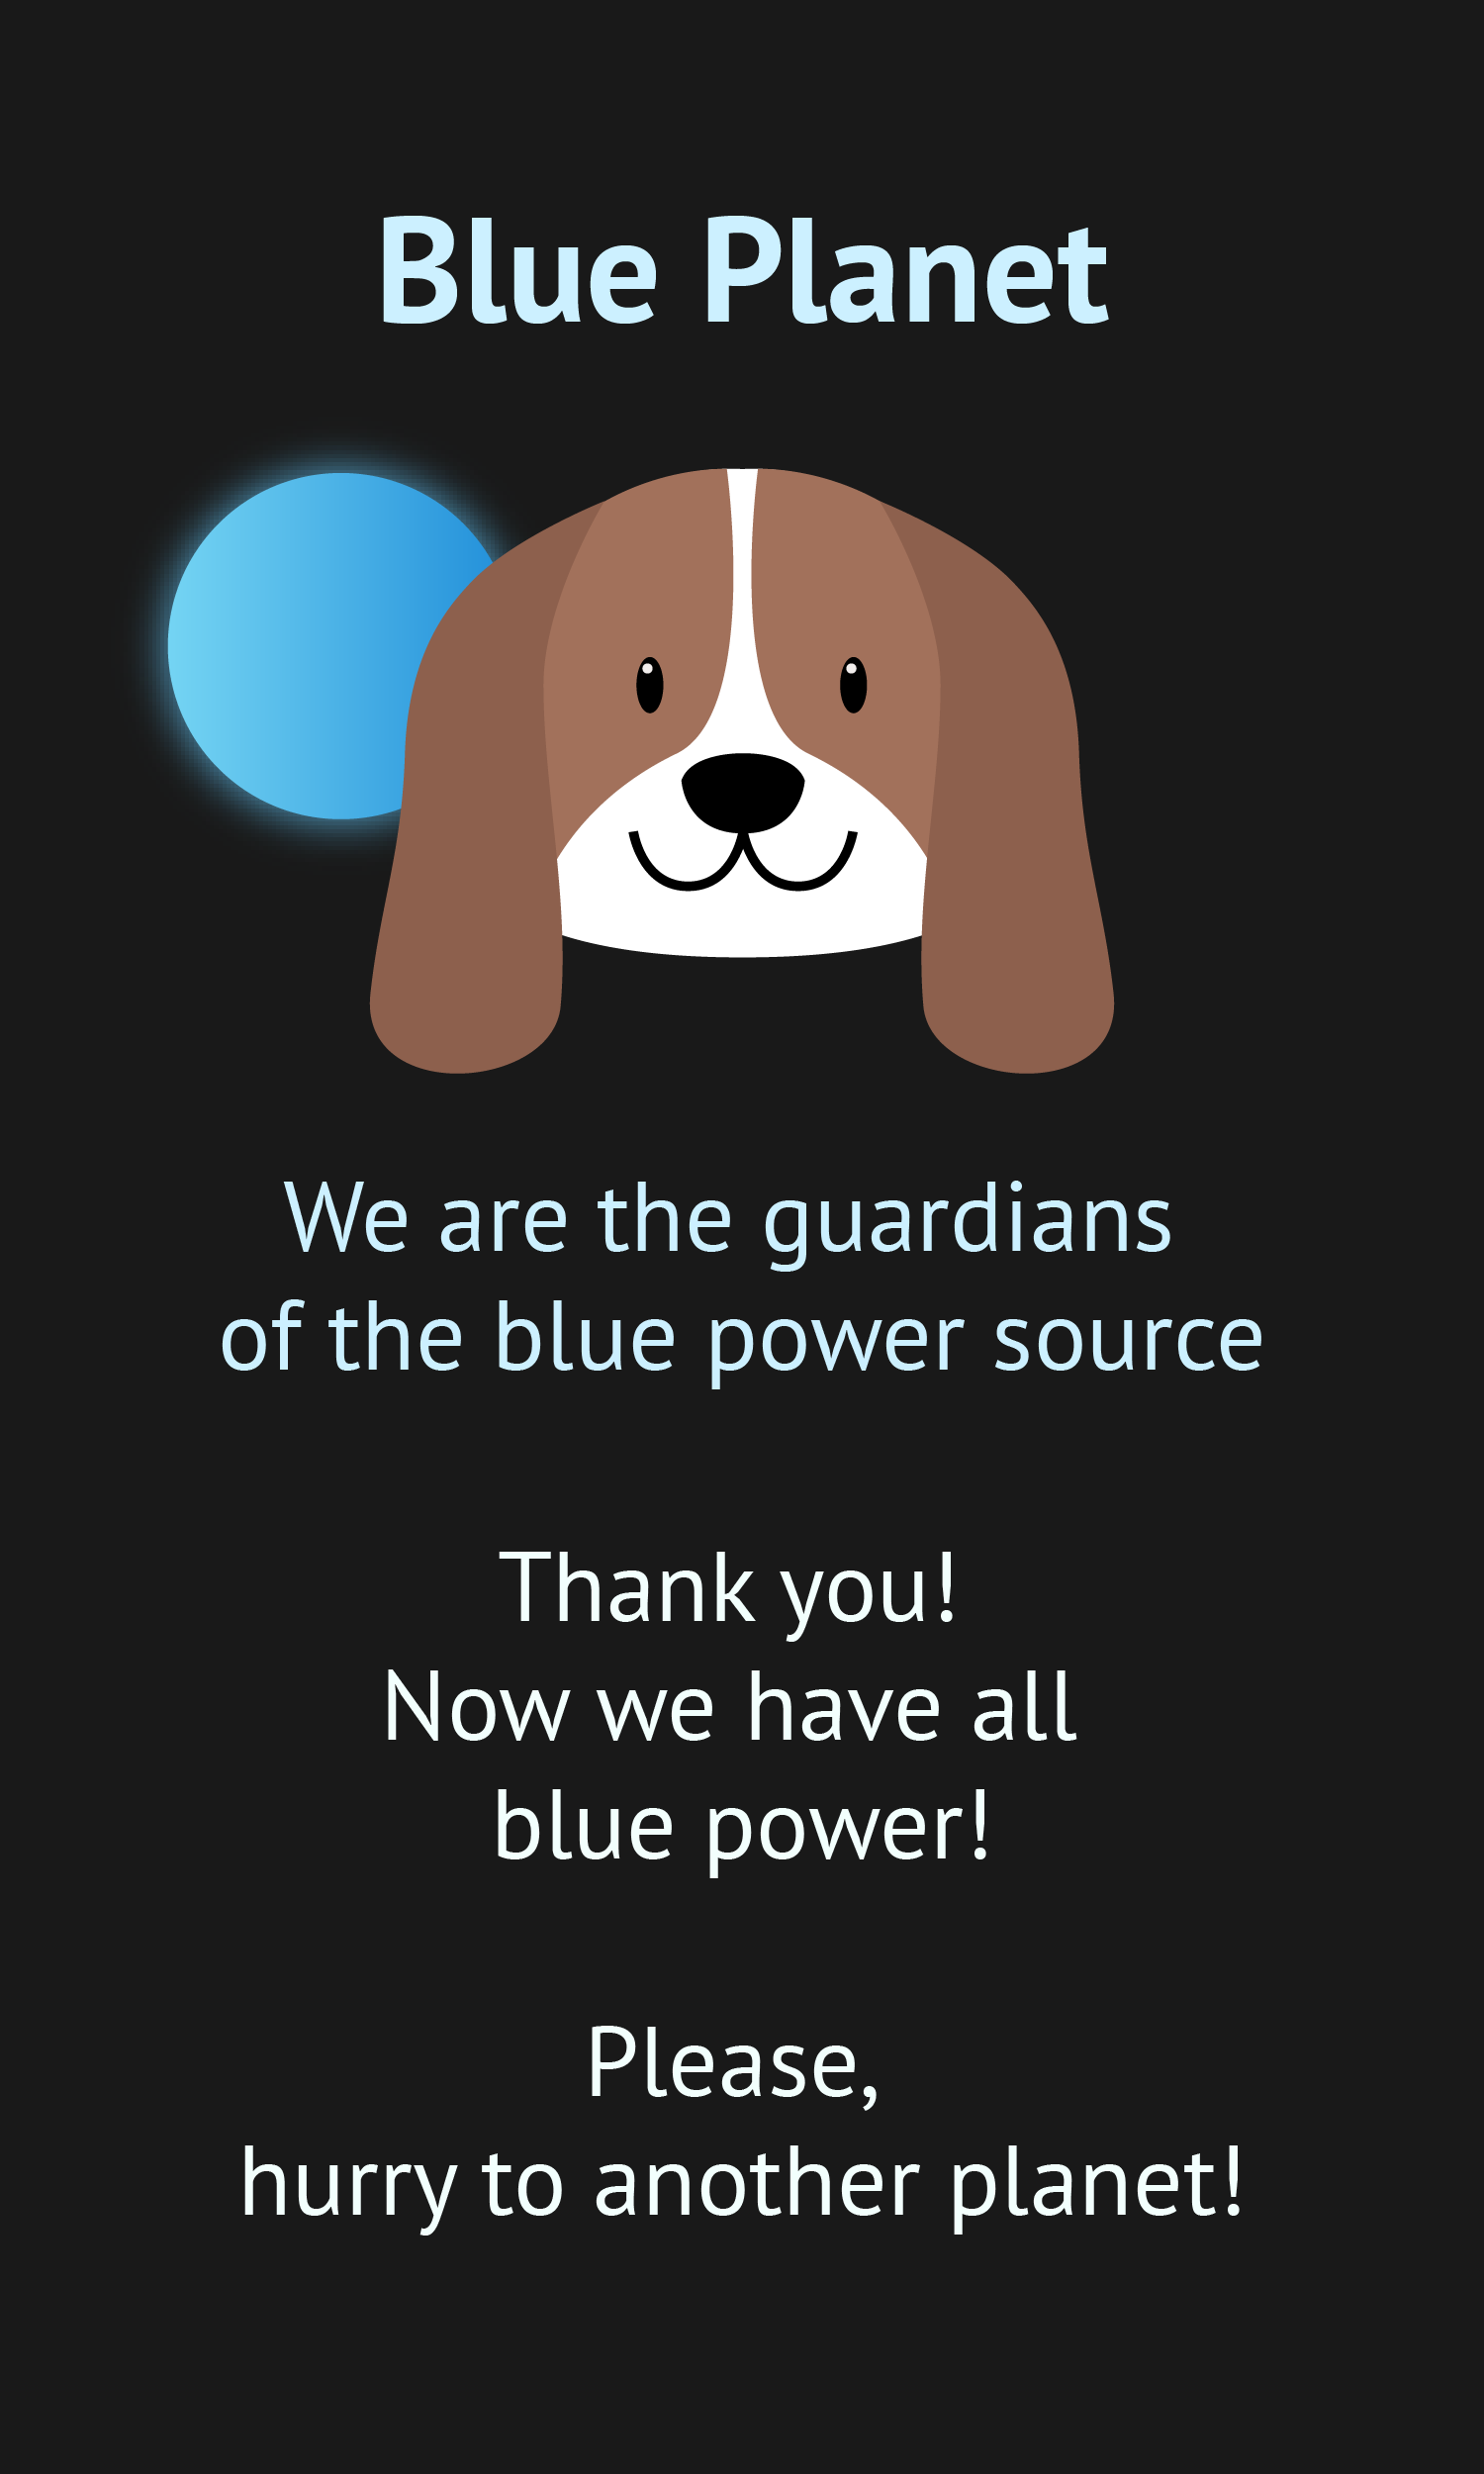 Blue Planet
We are the guardians
of the blue power source
Thank you!
Now we have all
blue power!
Please,
hurry to another planet!